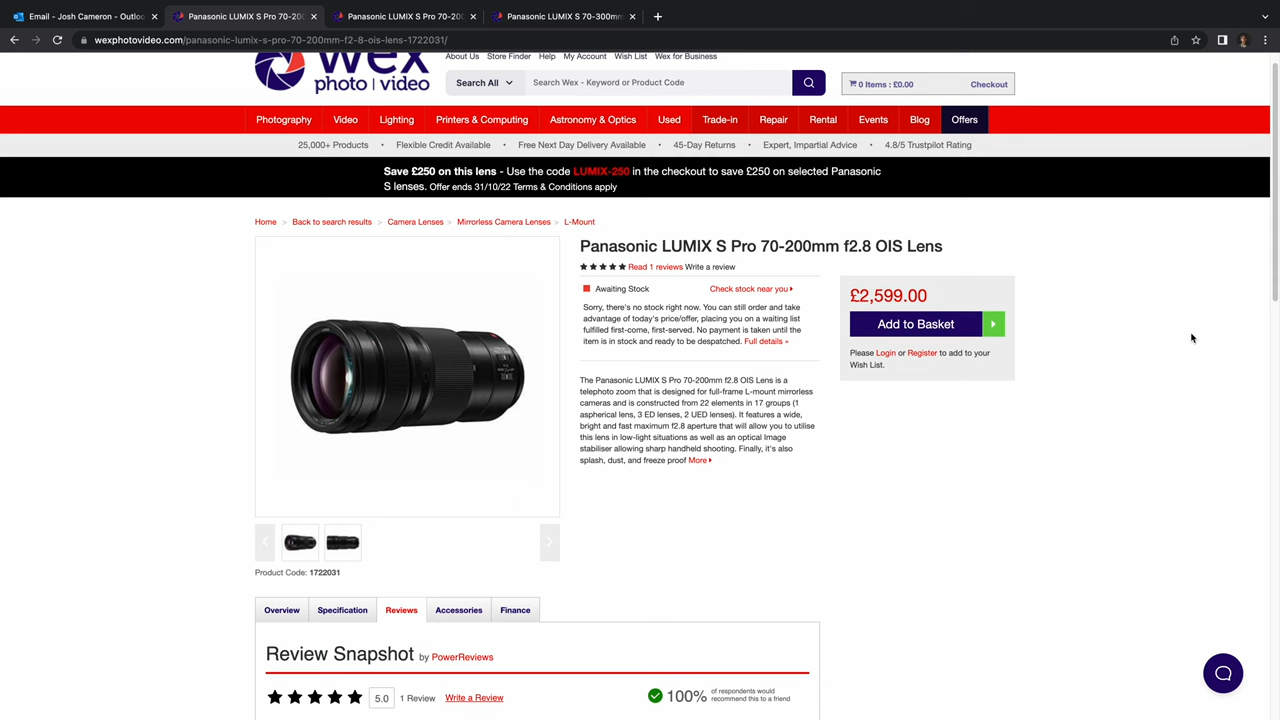 Email - Josh Cameron - Outloo
Panasonic LUMIX S Pro 70-20
Panasonic LUMIX S Pro 70-20
Panasonic LUMIX S 70-300mm
wexphotovideo.com/panasonic-lumix-s-pro-70-200mm-f2-8-ois-lens-1722031/
wex
photo | video
About Us Store Finder Help My Account Wish List Wex for Business
Search All Search Wex - Keyword or Product Code
0 Items : £0.00 Checkout
Photography Video Lighting Printers & Computing Astronomy & Optics Used Trade-in Repair Rental Events Blog Offers
25,000+ Products • Flexible Credit Available • Free Next Day Delivery Available • 45-Day Returns • Expert, Impartial Advice • 4.8/5 Trustpilot Rating
Save £250 on this lens - Use the code LUMIX-250 in the checkout to save £250 on selected Panasonic
S lenses. Offer ends 31/10/22 Terms & Conditions apply
Home > Back to search results > Camera Lenses > Mirrorless Camera Lenses > L-Mount
Panasonic LUMIX S Pro 70-200mm f2.8 OIS Lens
Read 1 reviews Write a review
Awaiting Stock Check stock near you
Sorry, there's no stock right now. You can still order and take
advantage of today's price/offer, placing you on a waiting list
fulfilled first-come, first-served. No payment is taken until the
item is in stock and ready to be despatched. Full details »
£2,599.00
Add to Basket
Please Login or Register to add to your
Wish List.
The Panasonic LUMIX S Pro 70-200mm f2.8 OIS Lens is a
telephoto zoom that is designed for full-frame L-mount mirrorless
cameras and is constructed from 22 elements in 17 groups (1
aspherical lens, 3 ED lenses, 2 UED lenses). It features a wide,
bright and fast maximum f2.8 aperture that will allow you to utilise
this lens in low-light situations as well as an optical Image
stabiliser allowing sharp handheld shooting. Finally, it's also
splash, dust, and freeze proof More
Product Code: 1722031
Overview Specification Reviews Accessories Finance
Review Snapshot by PowerReviews
5.0 1 Review Write a Review
100% of respondents would
recommend this to a friend